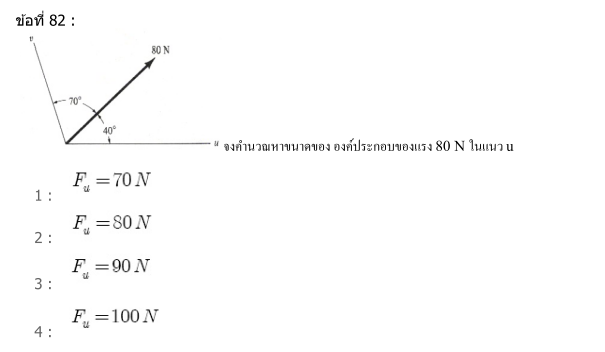 ข้อที่ 82 :
v
80 N
70°
40°
u จงคำนวณหาขนาดของ องค์ประกอบของแรง 80 N ในแนว u
1 : F_u = 70 N
2 : F_u = 80 N
3 : F_u = 90 N
4 : F_u = 100 N